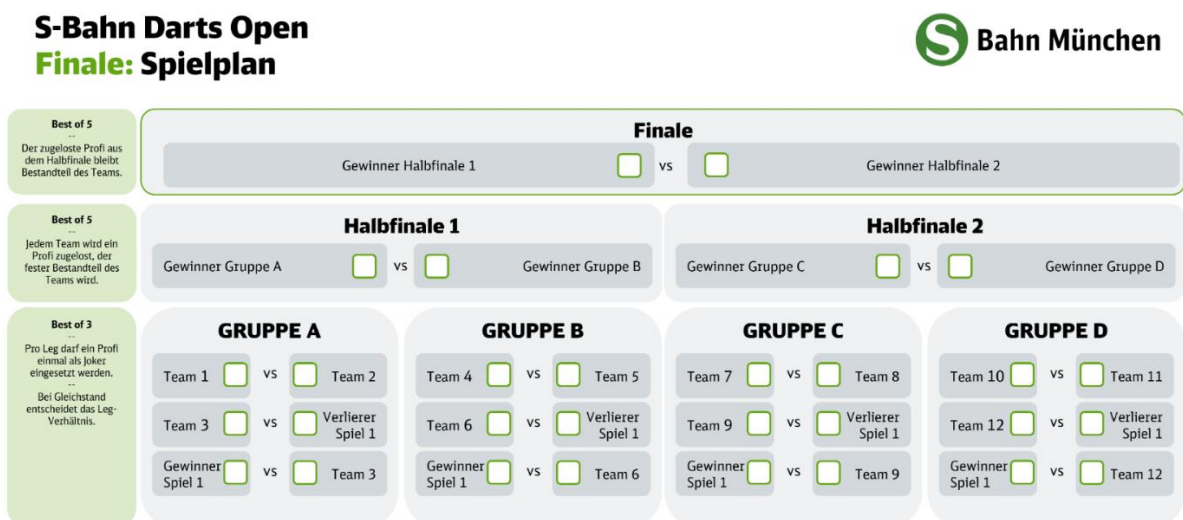 S-Bahn Darts Open
Finale: Spielplan
S Bahn München
Best of 5
--
Der zugeloste Profi aus
dem Halbfinale bleibt
Bestandteil des Teams.
Finale
Gewinner Halbfinale 1 vs Gewinner Halbfinale 2
Best of 5
--
Jedem Team wird ein
Profi zugelost, der
fester Bestandteil des
Teams wird.
Halbfinale 1
Gewinner Gruppe A vs Gewinner Gruppe B
Halbfinale 2
Gewinner Gruppe C vs Gewinner Gruppe D
Best of 3
--
Pro Leg darf ein Profi
einmal als Joker
eingesetzt werden.
--
Bei Gleichstand
entscheidet das Leg-
Verhältnis.
GRUPPE A
Team 1 vs Team 2
Team 3 vs Verlierer
Spiel 1
Gewinner
Spiel 1 vs Team 3
GRUPPE B
Team 4 vs Team 5
Team 6 vs Verlierer
Spiel 1
Gewinner
Spiel 1 vs Team 6
GRUPPE C
Team 7 vs Team 8
Team 9 vs Verlierer
Spiel 1
Gewinner
Spiel 1 vs Team 9
GRUPPE D
Team 10 vs Team 11
Team 12 vs Verlierer
Spiel 1
Gewinner
Spiel 1 vs Team 12